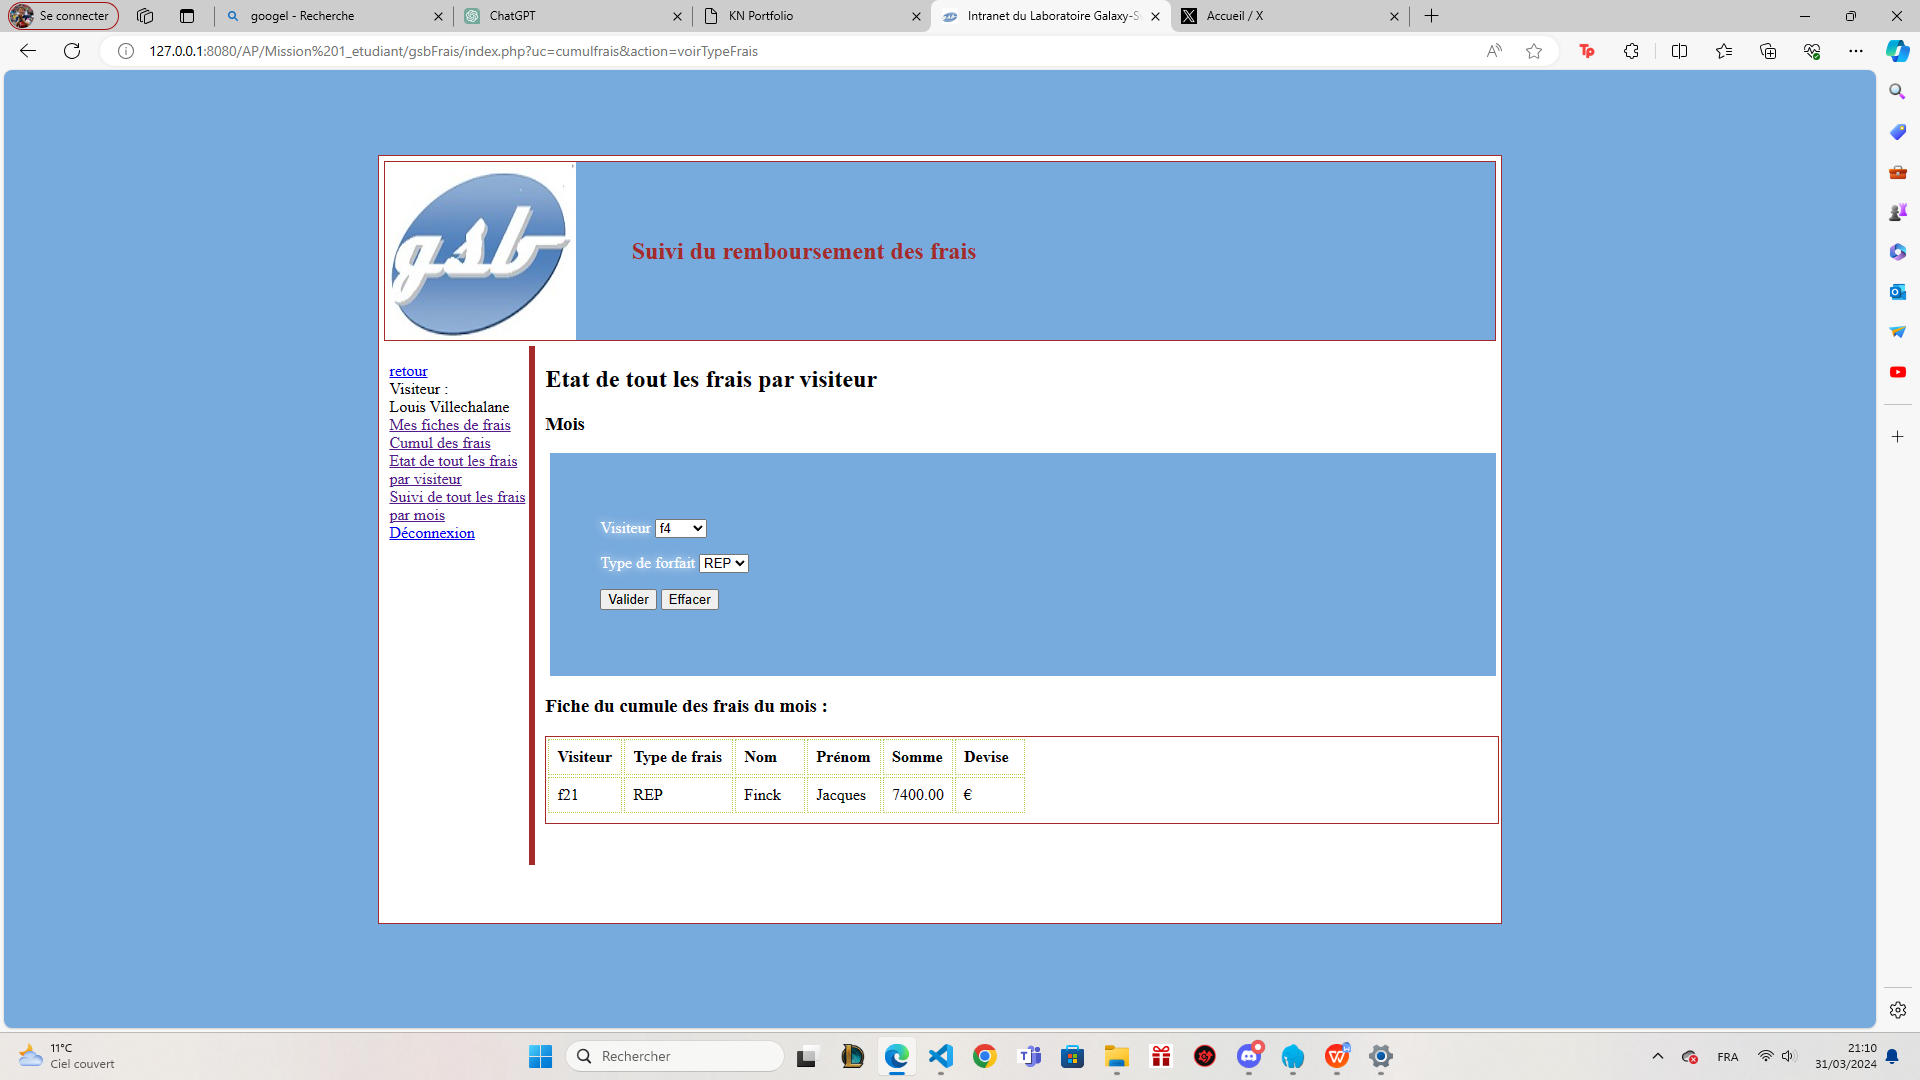 Se connecter
googel - Recherche
ChatGPT
KN Portfolio
Intranet du Laboratoire Galaxy-S
Accueil / X
127.0.0.1:8080/AP/Mission%201_etudiant/gsbFrais/index.php?uc=cumulfrais&action=voirTypeFrais
gsb
Suivi du remboursement des frais
retour
Visiteur :
Louis Villechalane
Mes fiches de frais
Cumul des frais
Etat de tout les frais
par visiteur
Suivi de tout les frais
par mois
Déconnexion
Etat de tout les frais par visiteur
Mois
Visiteur f4
Type de forfait REP
Valider Effacer
Fiche du cumule des frais du mois :
Visiteur Type de frais Nom Prénom Somme Devise
f21 REP Finck Jacques 7400.00 €
11°C
Ciel couvert
Rechercher
FRA
21:10
31/03/2024